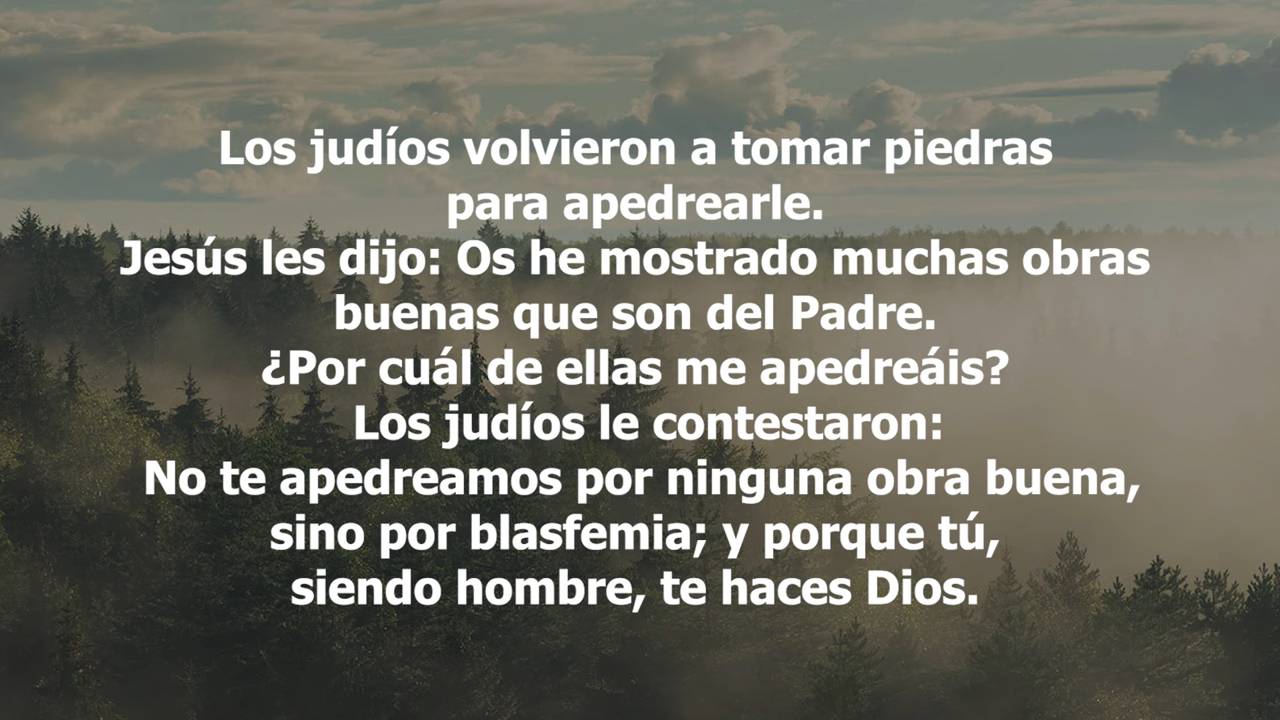 Los judíos volvieron a tomar piedras
para apedrearle.
Jesús les dijo: Os he mostrado muchas obras
buenas que son del Padre.
¿Por cuál de ellas me apedreáis?
Los judíos le contestaron:
No te apedreamos por ninguna obra buena,
sino por blasfemia; y porque tú,
siendo hombre, te haces Dios.